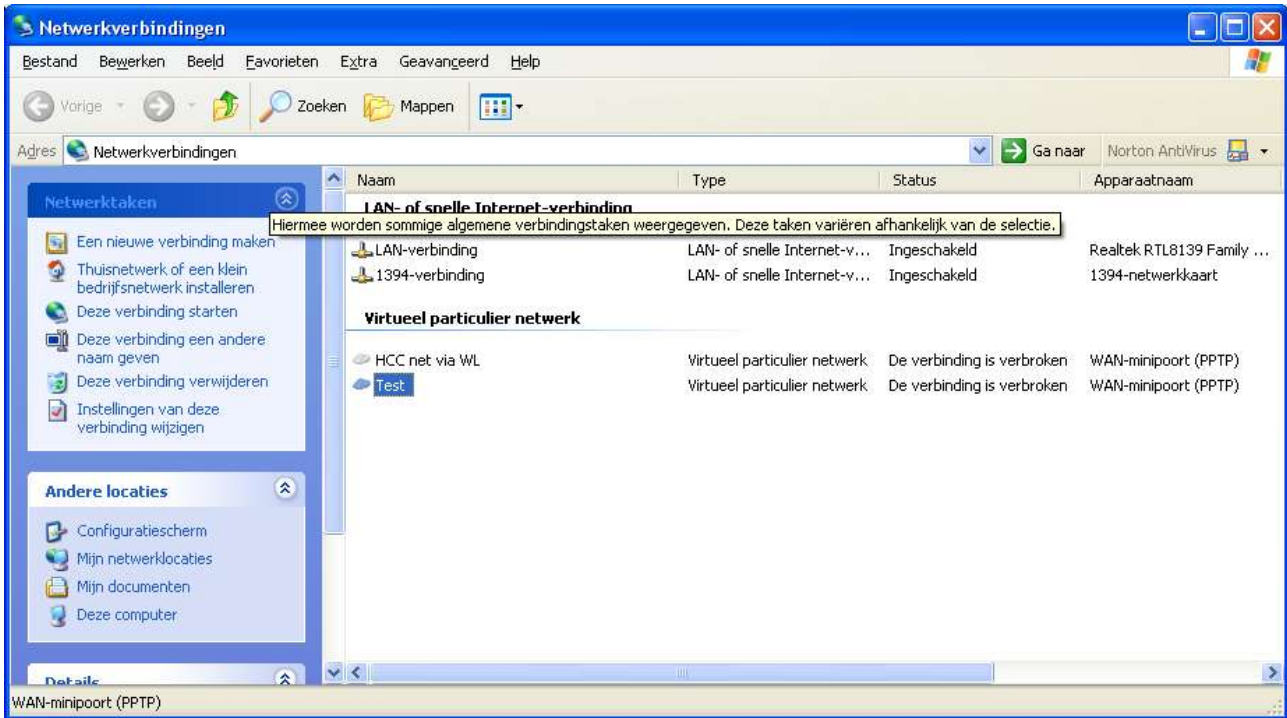 Netwerkverbindingen
Bestand Bewerken Beeld Favorieten Extra Geavanceerd Help
Vorige Zoeken Mappen
Adres Netwerkverbindingen Ga naar Norton AntiVirus
Netwerktaken
Een nieuwe verbinding maken
Thuisnetwerk of een klein
bedrijfsnetwerk installeren
Deze verbinding starten
Deze verbinding een andere
naam geven
Deze verbinding verwijderen
Instellingen van deze
verbinding wijzigen
Andere locaties
Configuratiescherm
Mijn netwerklocaties
Mijn documenten
Deze computer
Details
Naam Type Status Apparaatnaam
LAN- of snelle Internet-verbinding
Hiermee worden sommige algemene verbindingstaken weergegeven. Deze taken variëren afhankelijk van de selectie.
LAN-verbinding LAN- of snelle Internet-v... Ingeschakeld Realtek RTL8139 Family ...
1394-verbinding LAN- of snelle Internet-v... Ingeschakeld 1394-netwerkkaart
Virtueel particulier netwerk
HCC net via WL Virtueel particulier netwerk De verbinding is verbroken WAN-minipoort (PPTP)
Test Virtueel particulier netwerk De verbinding is verbroken WAN-minipoort (PPTP)
WAN-minipoort (PPTP)